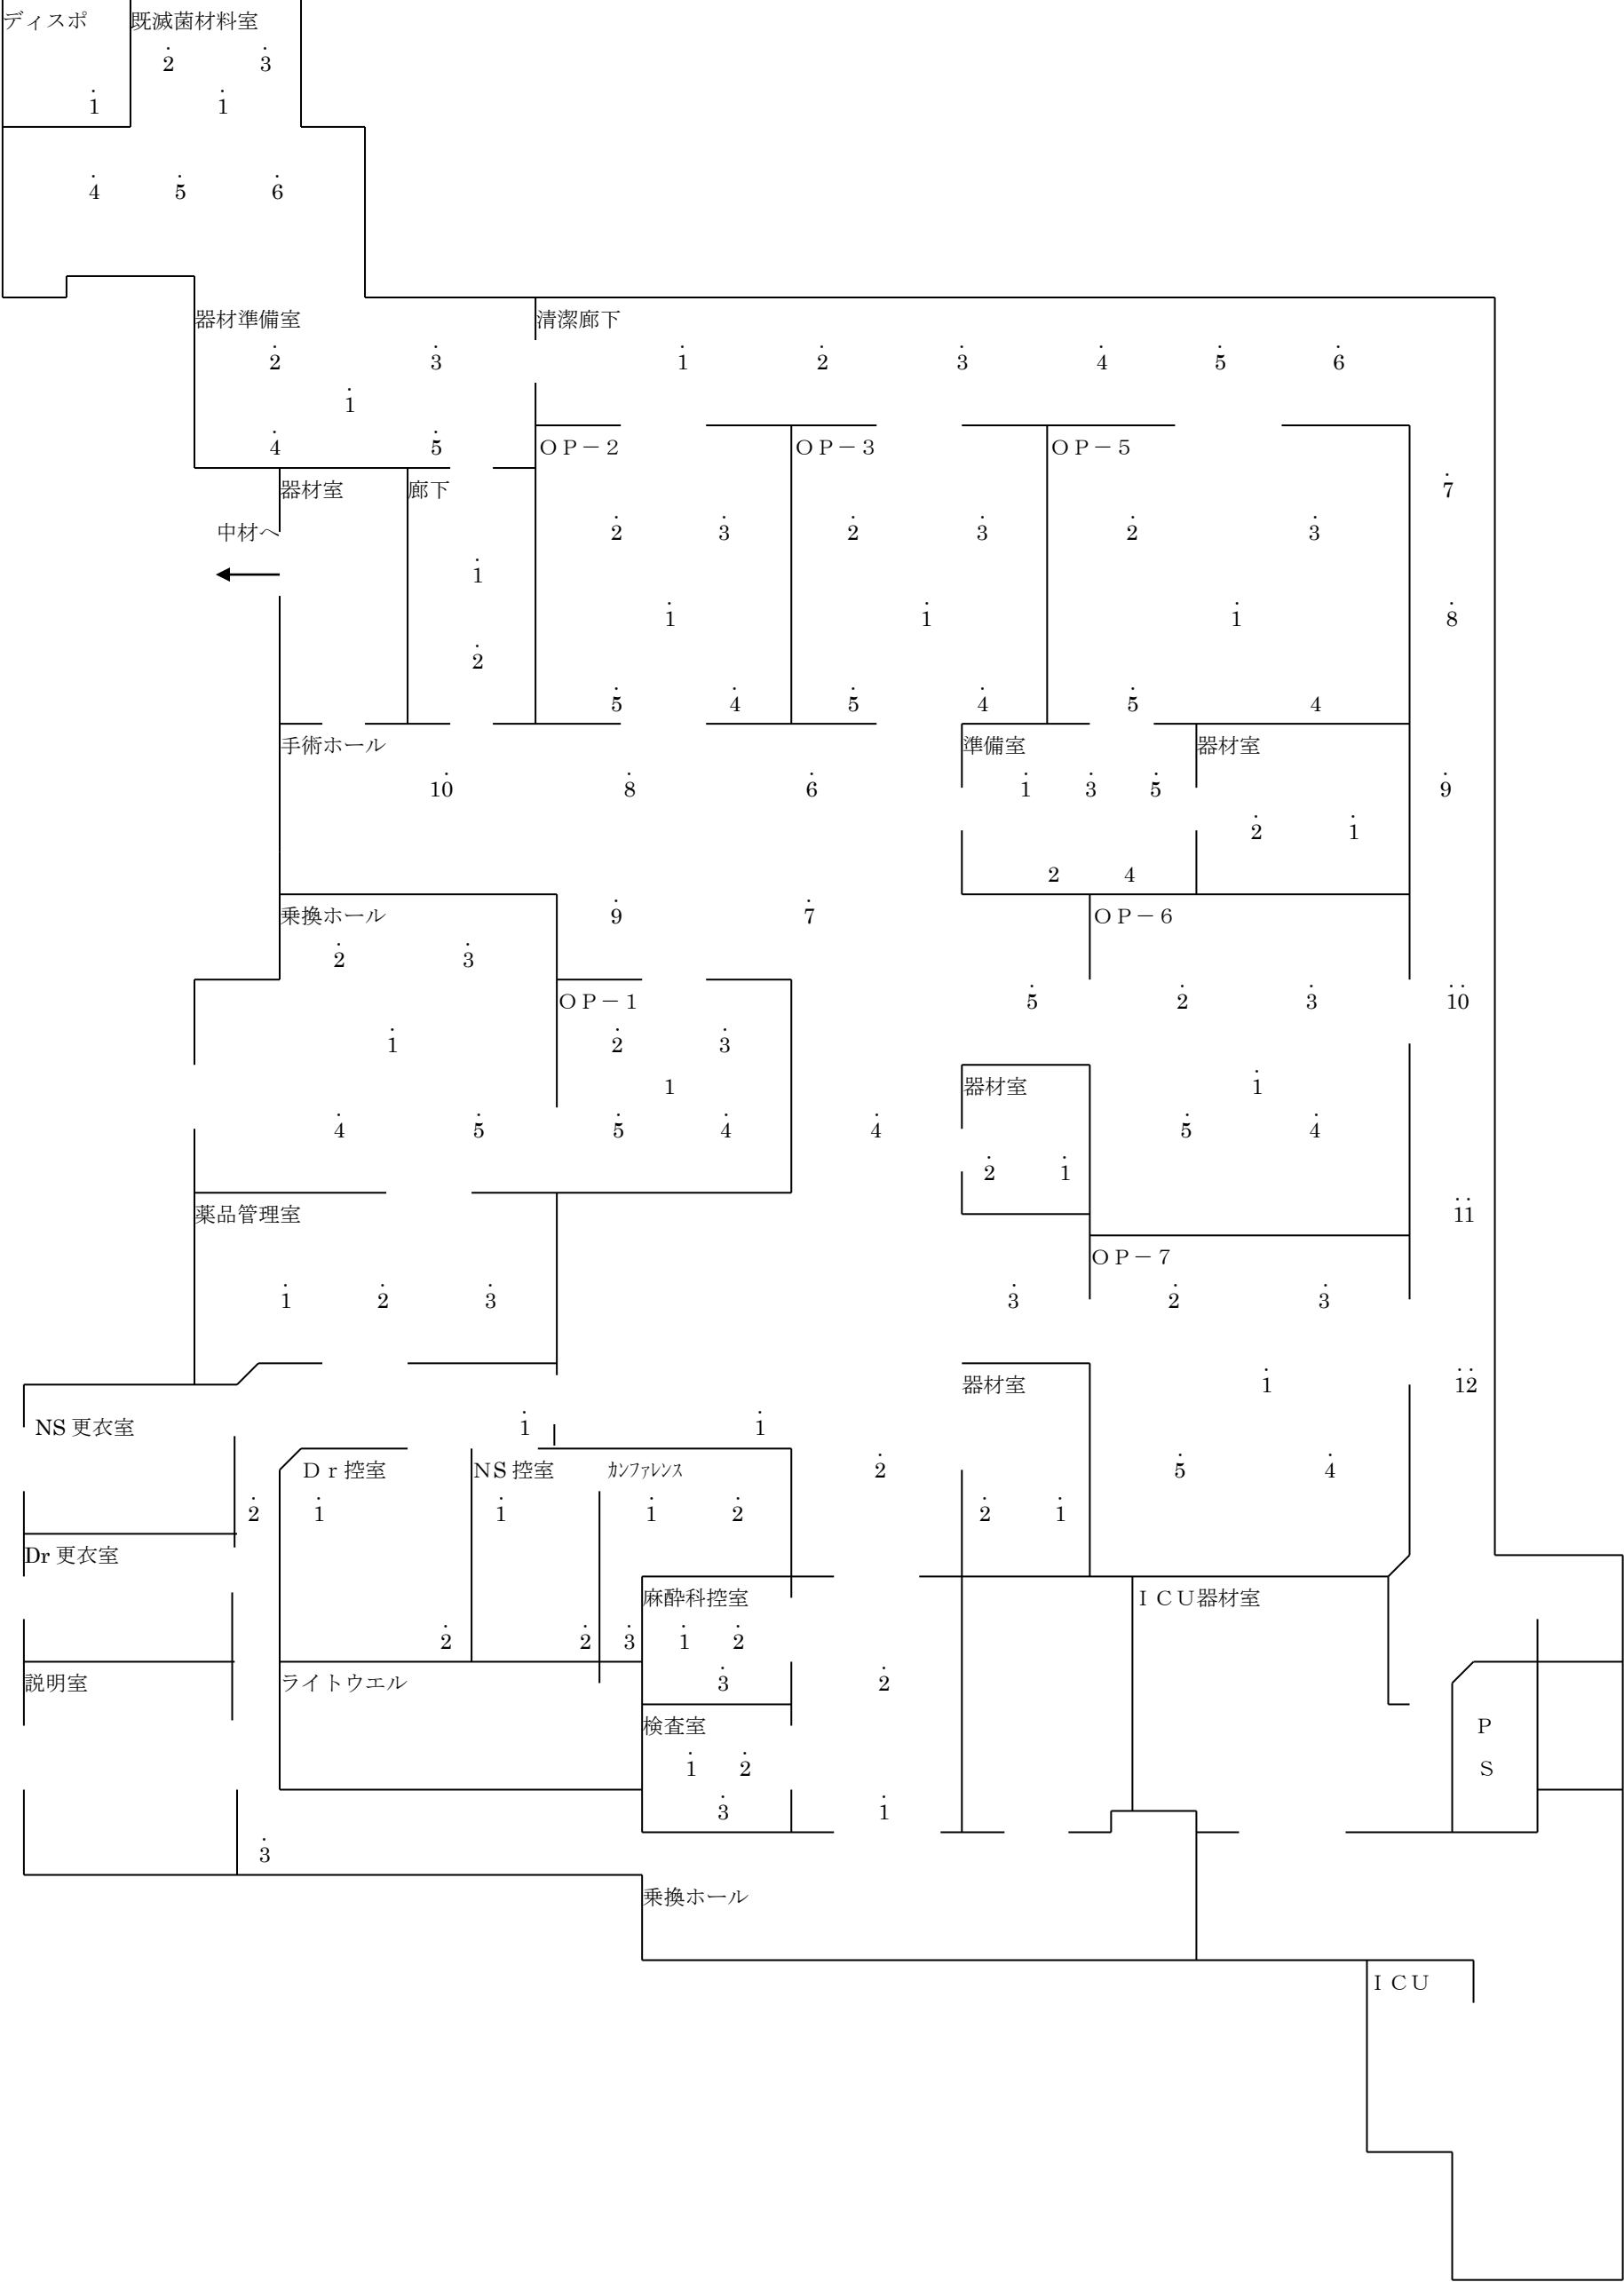 ディスポ 既滅菌材料室
2 3
1 1
4 5 6
器材準備室 清潔廊下
2 3 1 2 3 4 5 6
1
4 5 ＯＰ－２ ＯＰ－３ ＯＰ－５
器材室 廊下 7
中材へ 2 3 2 3 2 3
1
1 1 1 8
2
5 4 5 4 5 4
手術ホール 準備室 器材室
10 8 6 1 3 5 9
2 1
2 4
乗換ホール 9 7 ＯＰ－６
2 3
ＯＰ－１ 5 2 3 10
1 2 3
1 器材室 1
4 5 5 4 4 5 4
2 1
薬品管理室 11
ＯＰ－７
1 2 3 3 2 3
器材室 1 12
NS 更衣室 1 1
Ｄｒ控室 NS 控室 ｶﾝﾌｧﾚﾝｽ 2 5 4
2 1 1 1 2 2 1
Dr 更衣室
麻酔科控室 ＩＣＵ器材室
2 2 3 1 2
説明室 ライトウエル 3 2
検査室 Ｐ
1 2 Ｓ
3 1
3
乗換ホール
ＩＣＵ